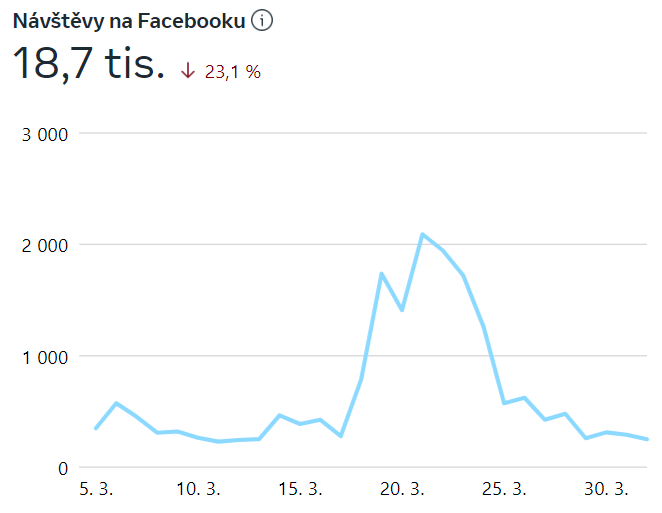 Návštěvy na Facebooku
18,7 tis. ↓ 23,1 %
3 000
2 000
1 000
0
5. 3. 10. 3. 15. 3. 20. 3. 25. 3. 30. 3.